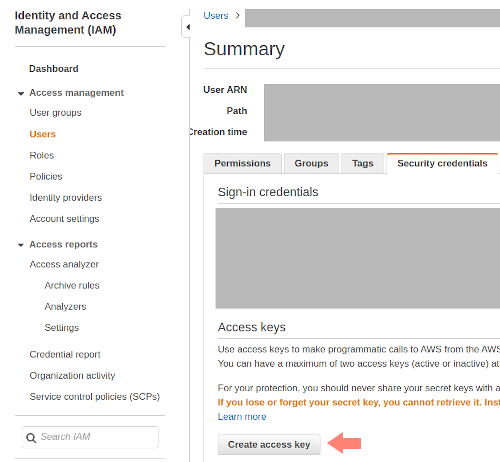 Identity and Access
Management (IAM)
Dashboard
Access management
User groups
Users
Roles
Policies
Identity providers
Account settings
Access reports
Access analyzer
Archive rules
Analyzers
Settings
Credential report
Organization activity
Service control policies (SCPs)
Search IAM
Users >
Summary
User ARN
Path
Creation time
Permissions Groups Tags Security credentials
Sign-in credentials
Access keys
Use access keys to make programmatic calls to AWS from the AWS
You can have a maximum of two access keys (active or inactive) at
For your protection, you should never share your secret keys with a
If you lose or forget your secret key, you cannot retrieve it. Inst
Learn more
Create access key